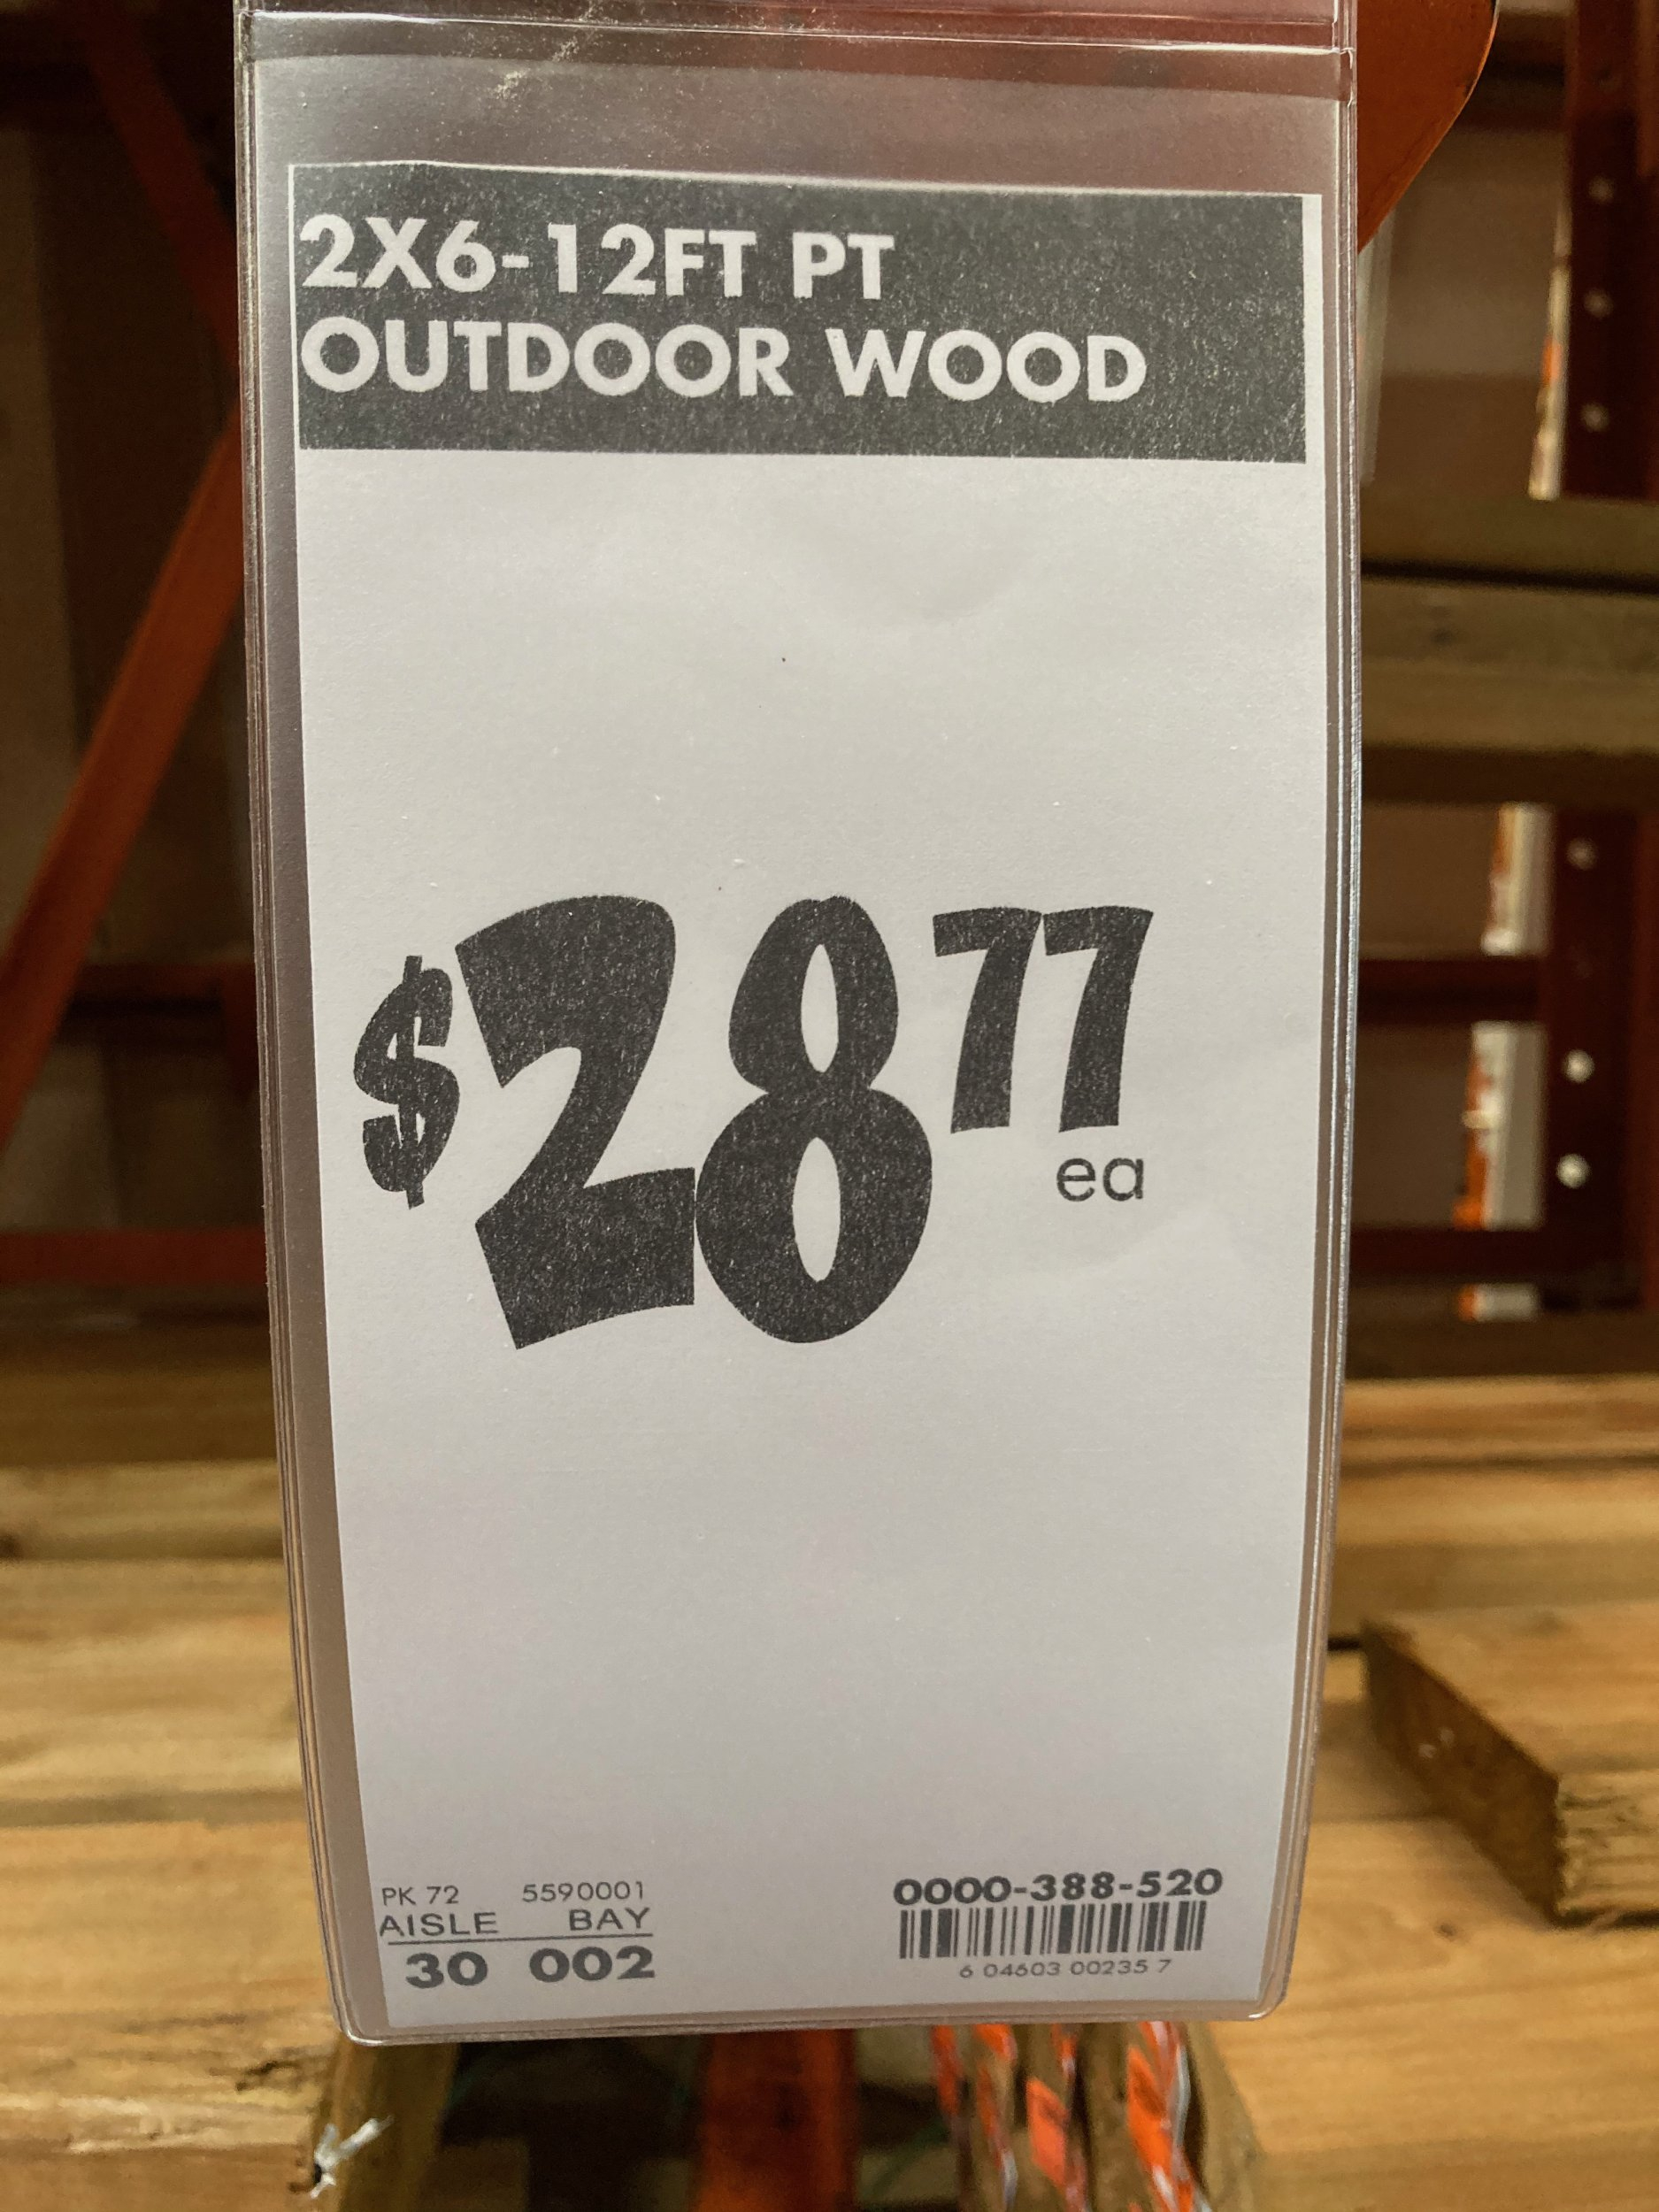 2X6-12FT PT
OUTDOOR WOOD
$28 77
ea
PK 72 5590001
AISLE BAY
30 002
0000-388-520
6 04603 00235 7